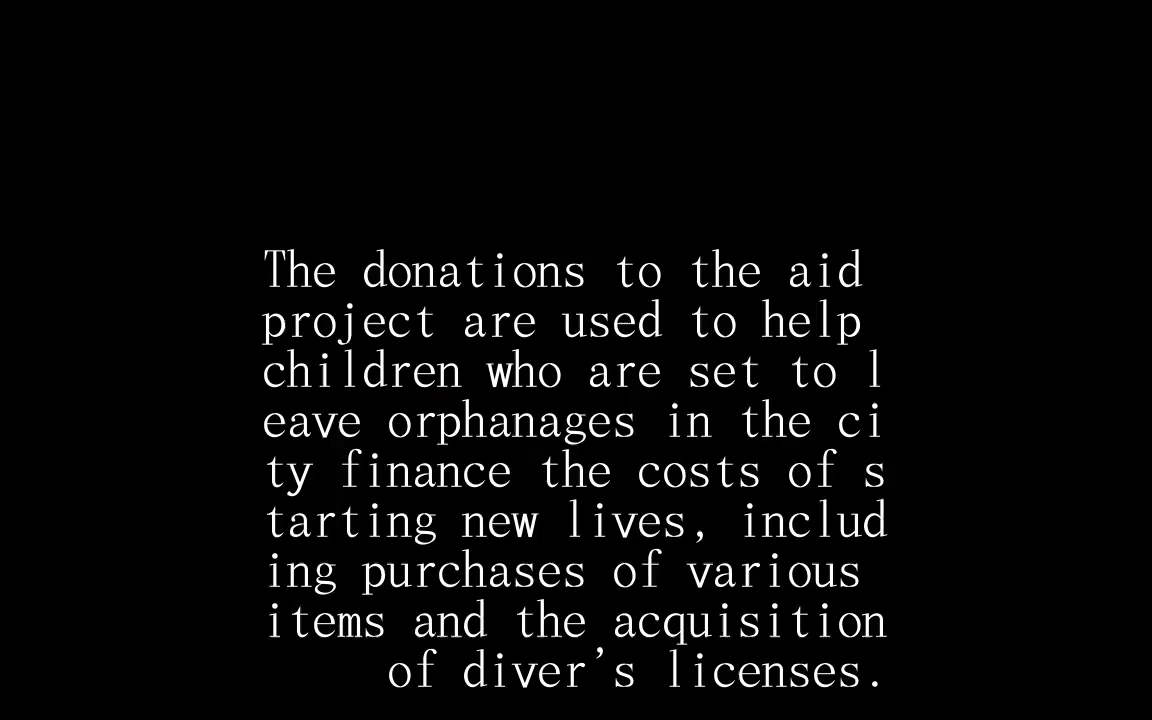 The donations to the aid
project are used to help
children who are set to l
eave orphanages in the ci
ty finance the costs of s
tarting new lives, includ
ing purchases of various
items and the acquisition
of diver’s licenses.